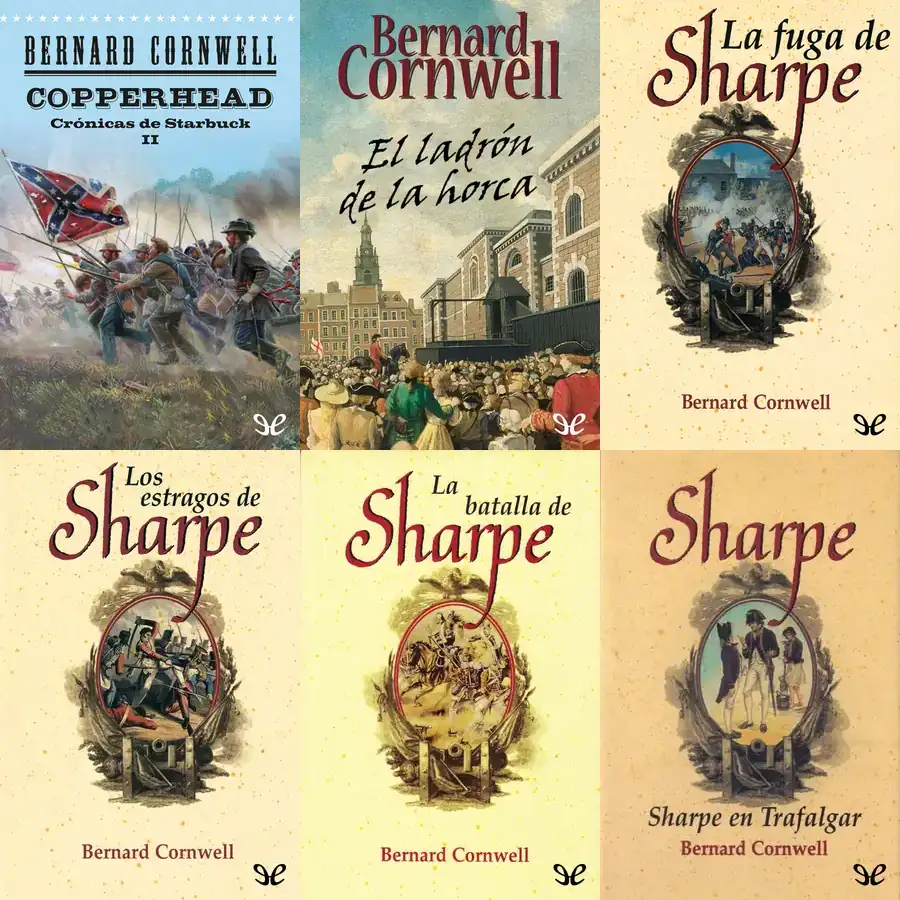 BERNARD CORNWELL
COPPERHEAD
Crónicas de Starbuck
II
Bernard
Cornwell
El ladrón
de la horca
La fuga de
Sharpe
Bernard Cornwell
Los
estragos de
Sharpe
Bernard Cornwell
La
batalla de
Sharpe
Bernard Cornwell
Sharpe
Sharpe en Trafalgar
Bernard Cornwell